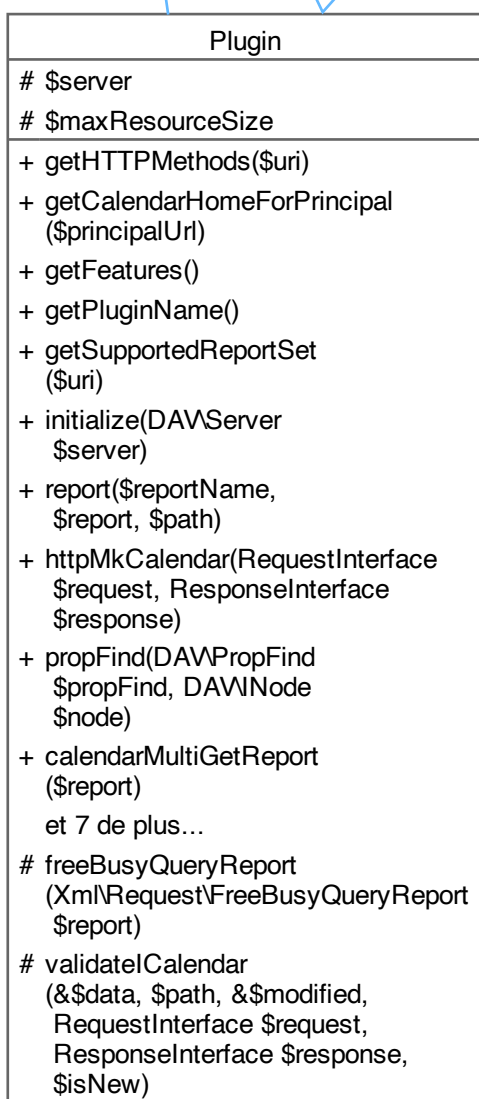 Plugin
# $server
# $maxResourceSize
+ getHTTPMethods($uri)
+ getCalendarHomeForPrincipal
($principalUrl)
+ getFeatures()
+ getPluginName()
+ getSupportedReportSet
($uri)
+ initialize(DAV\Server
$server)
+ report($reportName,
$report, $path)
+ httpMkCalendar(RequestInterface
$request, ResponseInterface
$response)
+ propFind(DAV\PropFind
$propFind, DAV\INode
$node)
+ calendarMultiGetReport
($report)
et 7 de plus...
# freeBusyQueryReport
(Xml\Request\FreeBusyQueryReport
$report)
# validateICalendar
(&$data, $path, &$modified,
RequestInterface $request,
ResponseInterface $response,
$isNew)